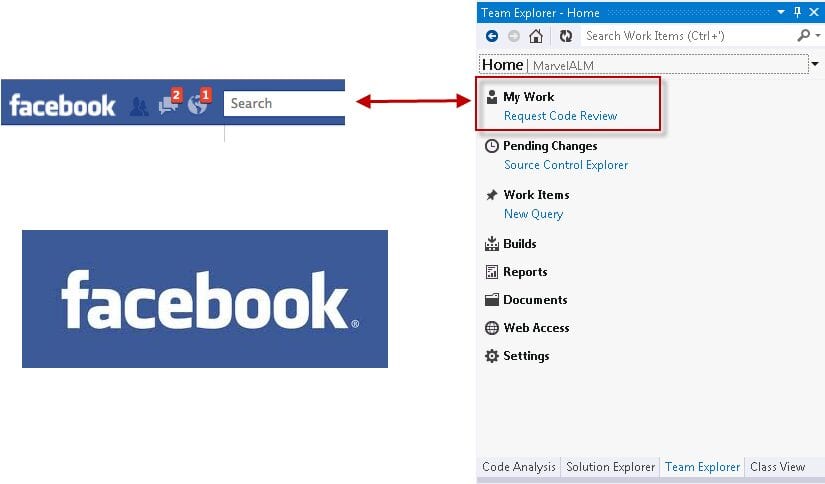 facebook
2
1
Search
facebook®
Team Explorer - Home
Search Work Items (Ctrl+')
Home | MarvelALM
My Work
Request Code Review
Pending Changes
Source Control Explorer
Work Items
New Query
Builds
Reports
Documents
Web Access
Settings
Code Analysis Solution Explorer Team Explorer Class View